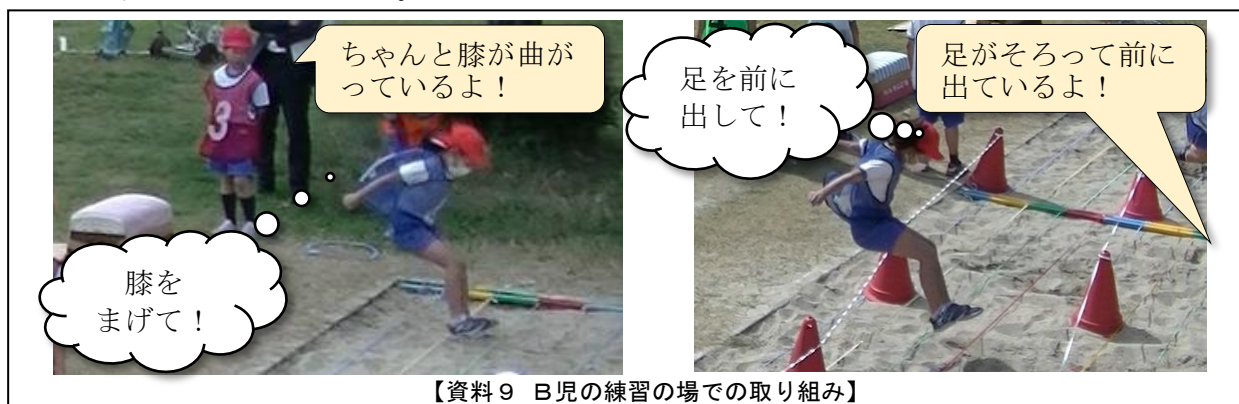 ちゃんと膝が曲が
っているよ！
膝を
まげて！
足を前に
出して！
足がそろって前に
出ているよ！
3
【資料９ Ｂ児の練習の場での取り組み】